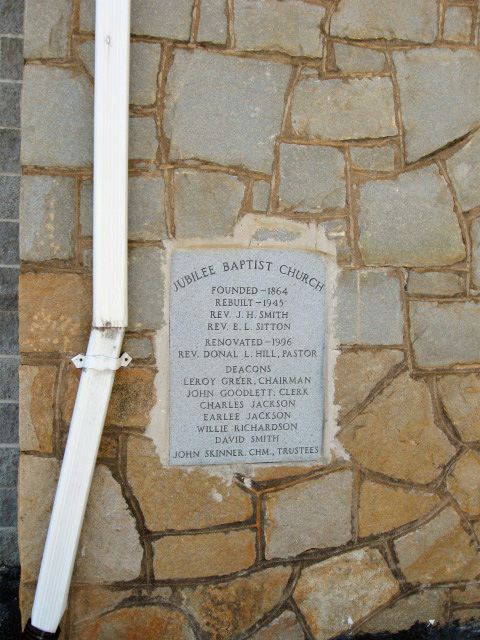 JUBILEE BAPTIST CHURCH
FOUNDED-1864
REBUILT-1945
REV. J. H. SMITH
REV. E. L. SITTON
RENOVATED-1996
REV. DONAL L. HILL, PASTOR
DEACONS
LEROY GREER, CHAIRMAN
JOHN GOODLETT, CLERK
CHARLES JACKSON
EARLEE JACKSON
WILLIE RICHARDSON
DAVID SMITH
JOHN SKINNER. CHM., TRUSTEES